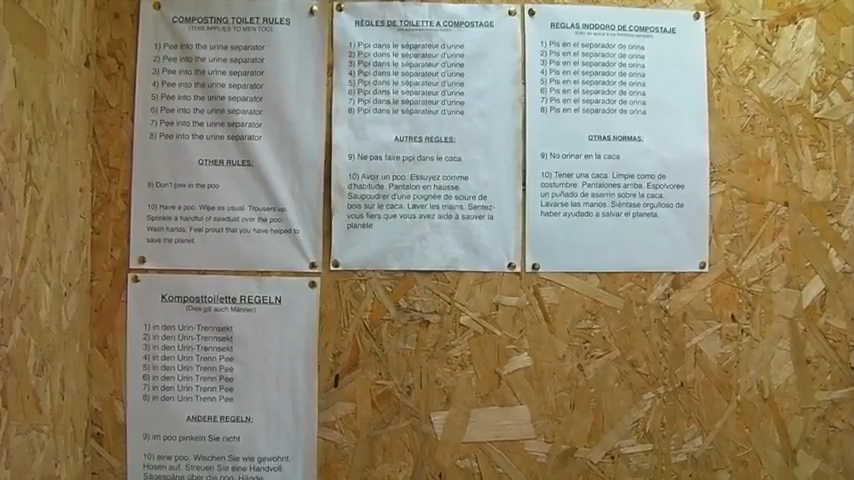 COMPOSTING TOILET RULES
(THIS APPLIES TO MEN TOO)
1) Pee into the urine separator
2) Pee into the urine separator
3) Pee into the urine separator
4) Pee into the urine separator
5) Pee into the urine separator
6) Pee into the urine separator
7) Pee into the urine separator
8) Pee into the urine separator
OTHER RULES:
9) Don't pee in the poo
10) Have a poo. Wipe as usual. Trousers up.
Sprinkle a handful of sawdust over the poo.
Wash hands. Feel proud that you have helped to
save the planet.
RÈGLES DE TOILETTE A COMPOSTAGE
1) Pipi dans le séparateur d'urine
2) Pipi dans le séparateur d'urine
3) Pipi dans le séparateur d'urine
4) Pipi dans le séparateur d'urine
5) Pipi dans le séparateur d'urine
6) Pipi dans le séparateur d'urine
7) Pipi dans le séparateur d'urine
8) Pipi dans le séparateur d'urine
AUTRES RÈGLES:
9) Ne pas faire pipi dans le caca
10) Avoir un poo. Essuyez comme
d'habitude. Pantalon en hausse
Saupoudrer d'une poignée de sciure de
bois sur le caca. Laver les mains. Sentez-
vous fiers que vous avez aidé à sauver la
planète
REGLAS INODORO DE COMPOSTAJE
1) Pis en el separador de orina
2) Pis en el separador de orina
3) Pis en el separador de orina
4) Pis en el separador de orina
5) Pis en el separador de orina
6) Pis en el separador de orina
7) Pis en el separador de orina
8) Pis en el separador de orina
OTRAS NORMAS:
9) No orinar en la caca
10) Tener una caca. Limpie como de
costumbre. Pantalones arriba. Espolvoree
un puñado de aserrín sobre la caca.
Lavarse las manos. Siéntase orgulloso de
haber ayudado a salvar el planeta.
Komposttoilette REGELN
(Dies gilt auch Männer)
1) in den Urin-Trennsekt
2) in den Urin-Trennsekt
3) in den Urin-Trennsekt
4) in den Urin Trenn Pee
5) in den Urin Trenn Pee
6) in den Urin Trenn Pee
7) in den Urin Trenn Pee
8) in den Urin Trenn Pee
ANDERE REGELN:
9) im poo pinkeln Sie nicht
10) eine poo. Wischen Sie wie gewohnt.
Hosen auf. Streuen Sie eine Handvoll
Sägespäne über die poo. Hände